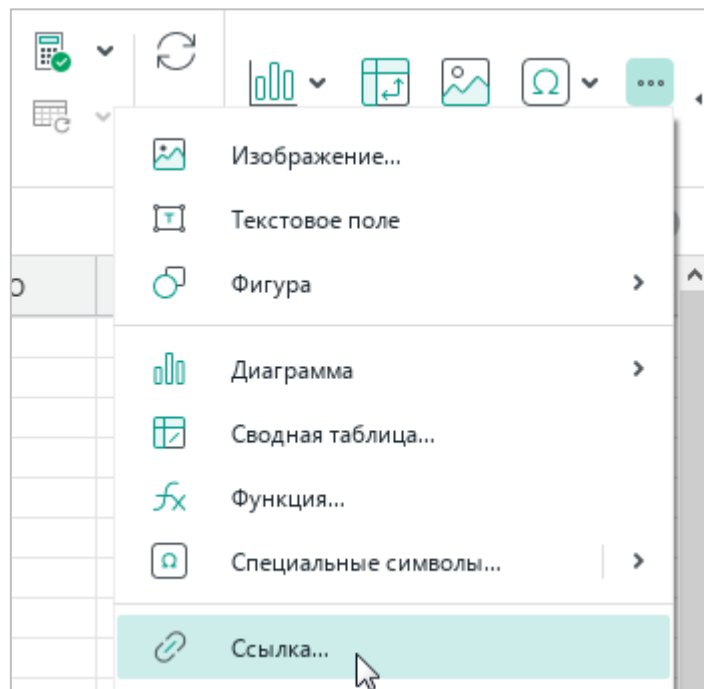 Изображение...
Текстовое поле
Фигура
Диаграмма
Сводная таблица...
Функция...
Специальные символы...
Ссылка...